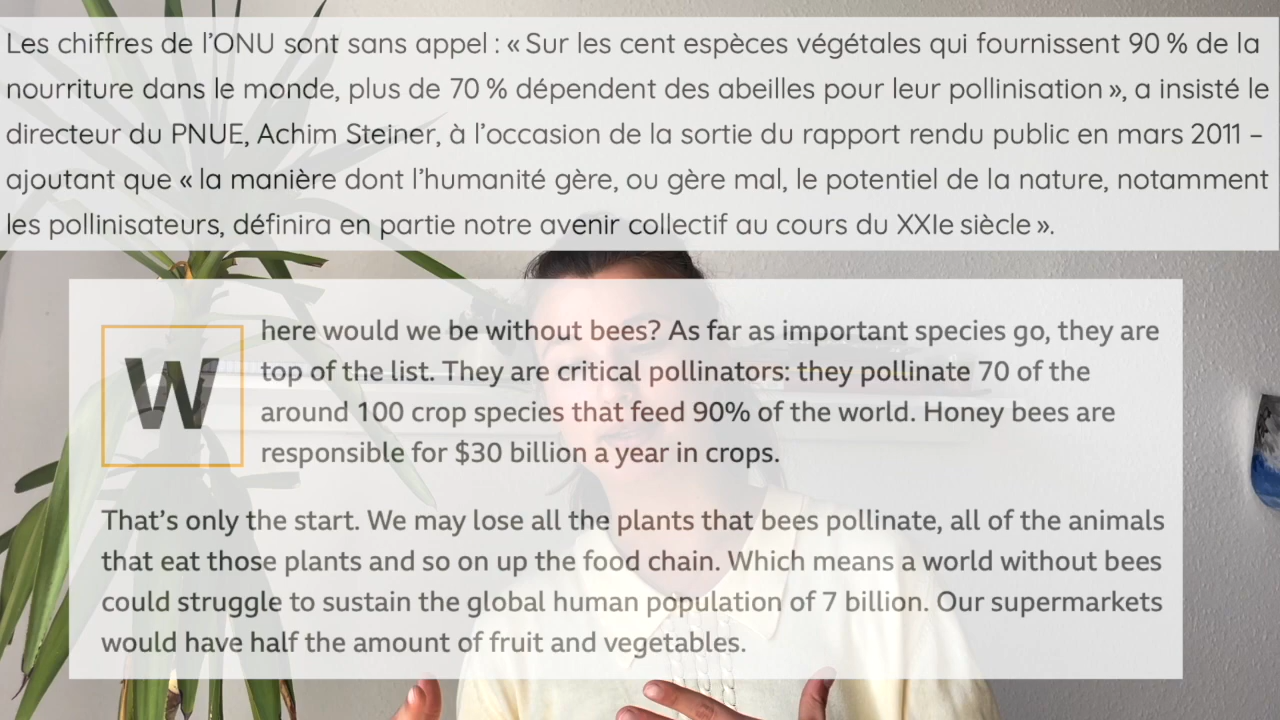 Les chiffres de l’ONU sont sans appel : « Sur les cent espèces végétales qui fournissent 90 % de la
nourriture dans le monde, plus de 70 % dépendent des abeilles pour leur pollinisation », a insisté le
directeur du PNUE, Achim Steiner, à l’occasion de la sortie du rapport rendu public en mars 2011 –
ajoutant que « la manière dont l’humanité gère, ou gère mal, le potentiel de la nature, notamment
les pollinisateurs, définira en partie notre avenir collectif au cours du XXIe siècle ».
Where would we be without bees? As far as important species go, they are
top of the list. They are critical pollinators: they pollinate 70 of the
around 100 crop species that feed 90% of the world. Honey bees are
responsible for $30 billion a year in crops.
That’s only the start. We may lose all the plants that bees pollinate, all of the animals
that eat those plants and so on up the food chain. Which means a world without bees
could struggle to sustain the global human population of 7 billion. Our supermarkets
would have half the amount of fruit and vegetables.